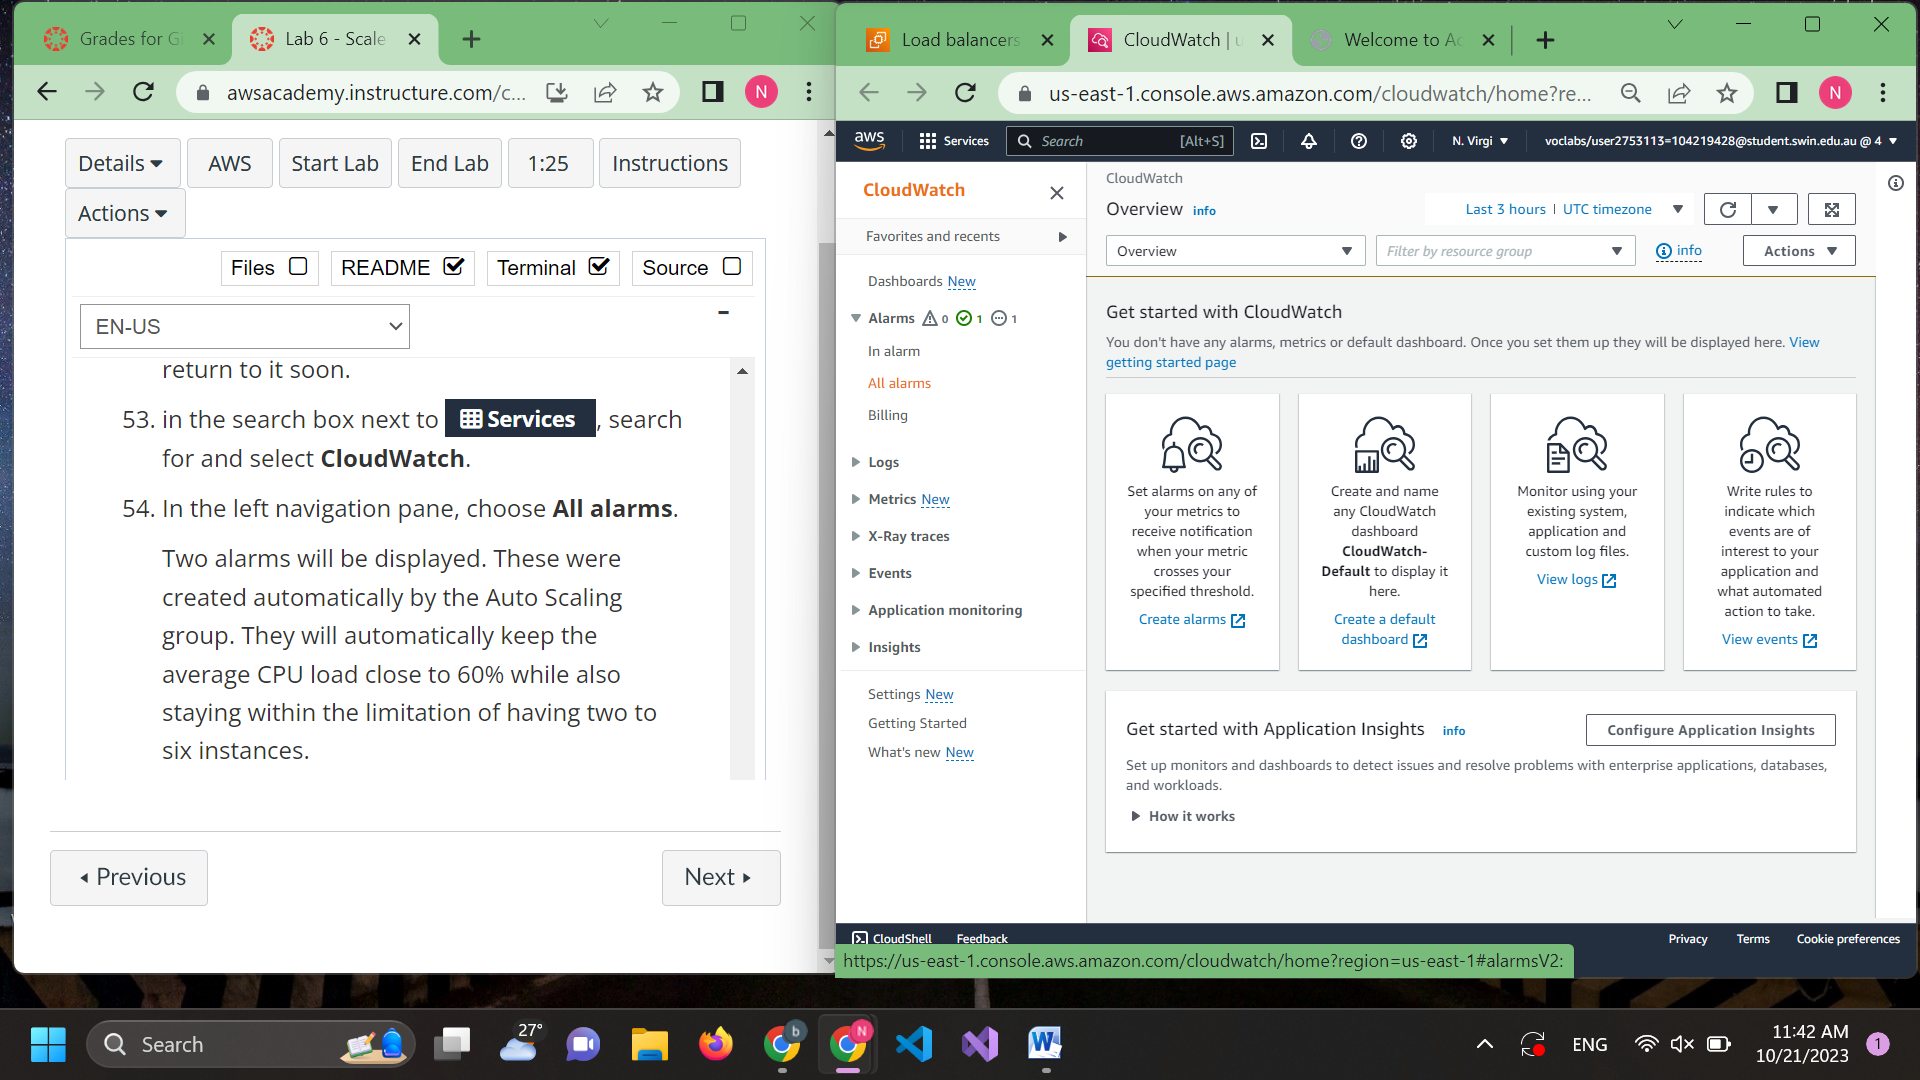 Grades for Gi
Lab 6 - Scale
awsacademy.instructure.com/c...
N
Details
AWS
Start Lab
End Lab
1:25
Instructions
Actions
Files
README
Terminal
Source
EN-US
return to it soon.
53. in the search box next to Services, search
for and select CloudWatch.
54. In the left navigation pane, choose All alarms.
Two alarms will be displayed. These were
created automatically by the Auto Scaling
group. They will automatically keep the
average CPU load close to 60% while also
staying within the limitation of having two to
six instances.
Previous
Next
Load balancers
CloudWatch | u
Welcome to Ac
us-east-1.console.aws.amazon.com/cloudwatch/home?re...
N
aws
Services
Search
[Alt+S]
N. Virgi
voclabs/user2753113=104219428@student.swin.edu.au @ 4
CloudWatch
Favorites and recents
Dashboards New
Alarms 0 1 1
In alarm
All alarms
Billing
Logs
Metrics New
X-Ray traces
Events
Application monitoring
Insights
Settings New
Getting Started
What's new New
CloudWatch
Overview info
Last 3 hours | UTC timezone
Overview
Filter by resource group
info
Actions
Get started with CloudWatch
You don't have any alarms, metrics or default dashboard. Once you set them up they will be displayed here. View
getting started page
Set alarms on any of
your metrics to
receive notification
when your metric
crosses your
specified threshold.
Create alarms
Create and name
any CloudWatch
dashboard
CloudWatch-
Default to display it
here.
Create a default
dashboard
Monitor using your
existing system,
application and
custom log files.
View logs
Write rules to
indicate which
events are of
interest to your
application and
what automated
action to take.
View events
Get started with Application Insights info
Configure Application Insights
Set up monitors and dashboards to detect issues and resolve problems with enterprise applications, databases,
and workloads.
How it works
CloudShell
Feedback
Privacy
Terms
Cookie preferences
https://us-east-1.console.aws.amazon.com/cloudwatch/home?region=us-east-1#alarmsV2:
Search
27°
b
N
W
ENG
11:42 AM
10/21/2023
1